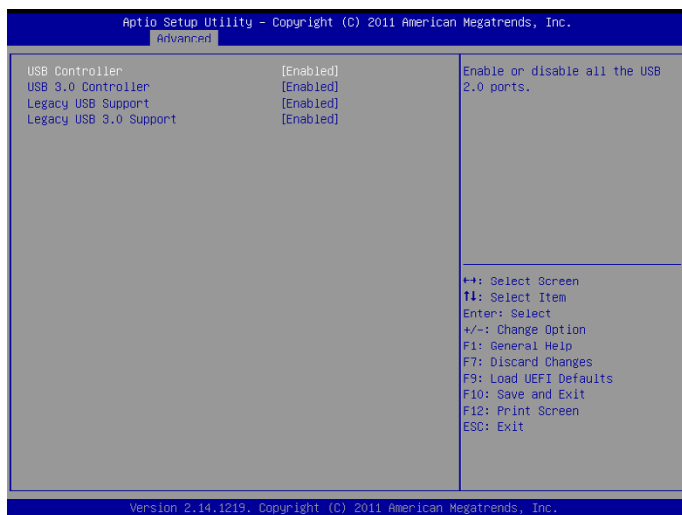 Aptio Setup Utility – Copyright (C) 2011 American Megatrends, Inc.
Advanced
USB Controller [Enabled]
USB 3.0 Controller [Enabled]
Legacy USB Support [Enabled]
Legacy USB 3.0 Support [Enabled]
Enable or disable all the USB
2.0 ports.
↔: Select Screen
↑↓: Select Item
Enter: Select
+/-: Change Option
F1: General Help
F7: Discard Changes
F9: Load UEFI Defaults
F10: Save and Exit
F12: Print Screen
ESC: Exit
Version 2.14.1219. Copyright (C) 2011 American Megatrends, Inc.